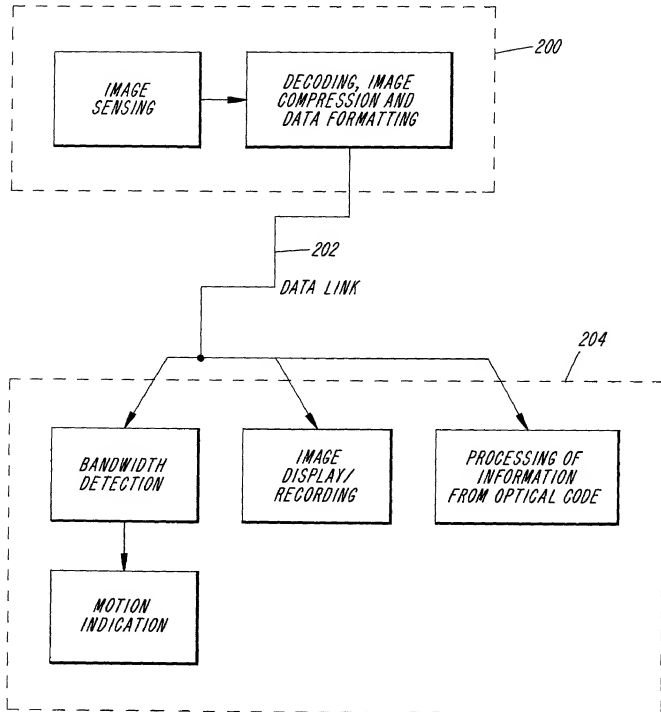 200
IMAGE
SENSING
DECODING, IMAGE
COMPRESSION AND
DATA FORMATTING
202
DATA LINK
204
BANDWIDTH
DETECTION
IMAGE
DISPLAY/
RECORDING
PROCESSING OF
INFORMATION
FROM OPTICAL CODE
MOTION
INDICATION